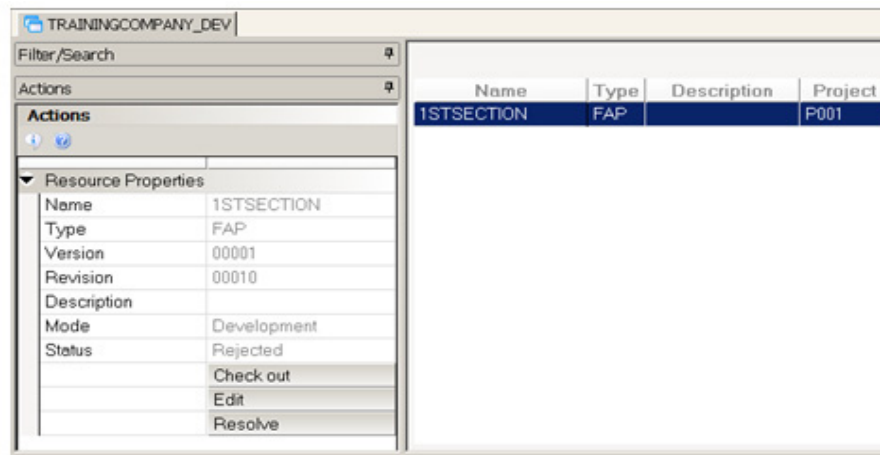 TRAININGCOMPANY_DEV
Filter/Search
Actions
Actions
Resource Properties
Name 1STSECTION
Type FAP
Version 00001
Revision 00010
Description
Mode Development
Status Rejected
Check out
Edit
Resolve
Name Type Description Project
1STSECTION FAP P001